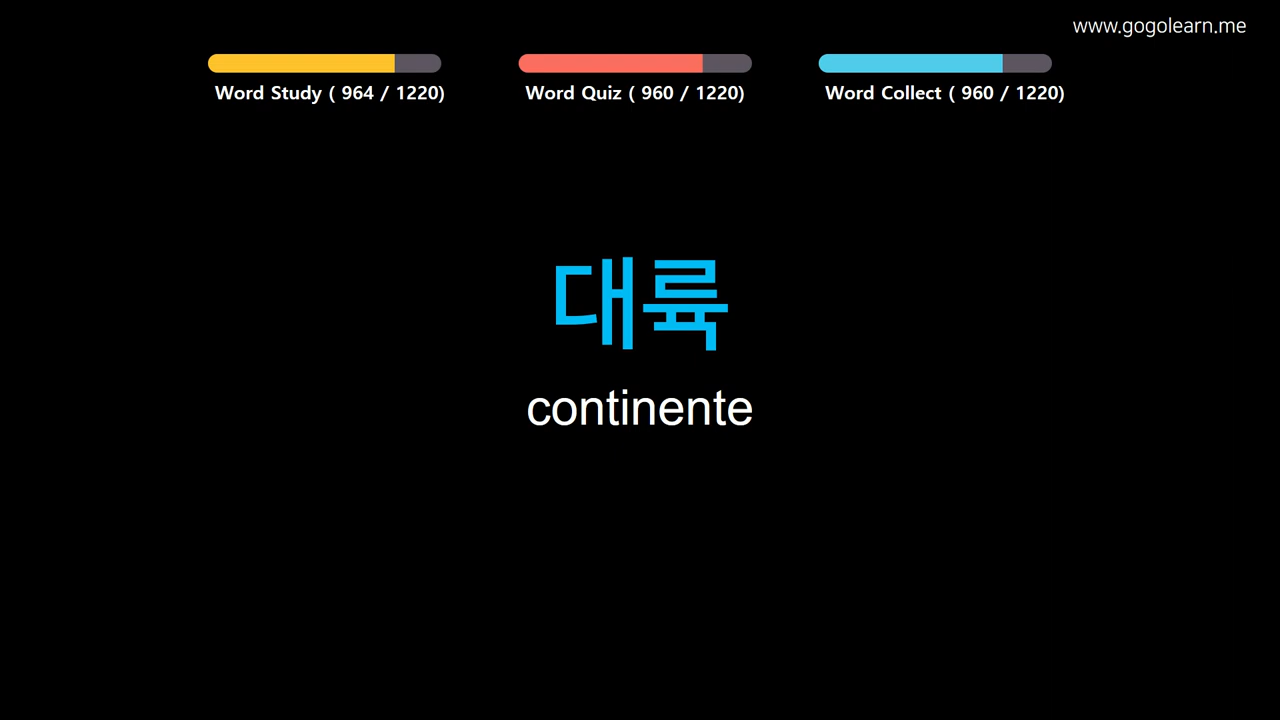 www.gogolearn.me
Word Study ( 964 / 1220)
Word Quiz ( 960 / 1220)
Word Collect ( 960 / 1220)
대륙
continente